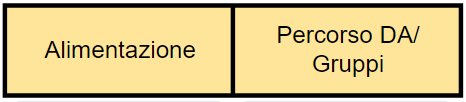 Alimentazione
Percorso DA/
Gruppi